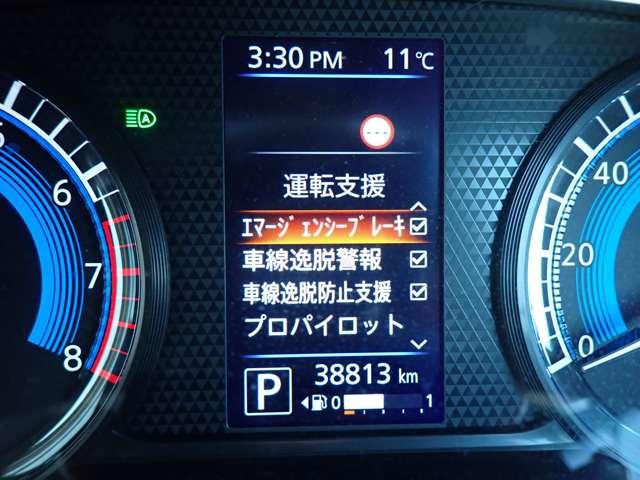 3:30 PM 11℃
A
---
運転支援
ｴﾏｰｼﾞｪﾝｼｰﾌﾞﾚｰｷ
車線逸脱警報
車線逸脱防止支援
プロパイロット
P 38813 km
0 1
6
7
8
40
20
0